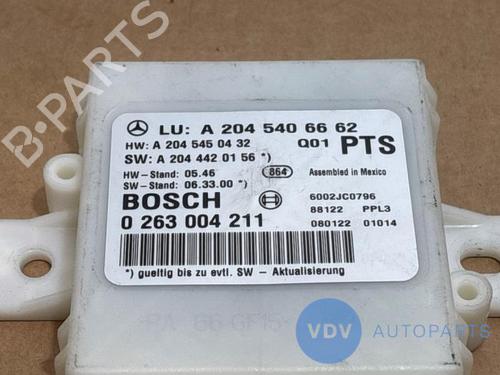 LU: A 204 540 66 62
HW: A 204 545 04 32 Q01 PTS
SW: A 204 442 01 56 *)
HW - Stand: 05.46 864 Assembled in Mexico
SW - Stand: 06.33.00 *)
BOSCH 6002JC0796
0 263 004 211 88122 PPL3
080122 01014
*) gueltig bis zu evtl. SW - Aktualisierung
B-PARTS
B-PARTS
B-PARTS
VDV AUTOPARTS